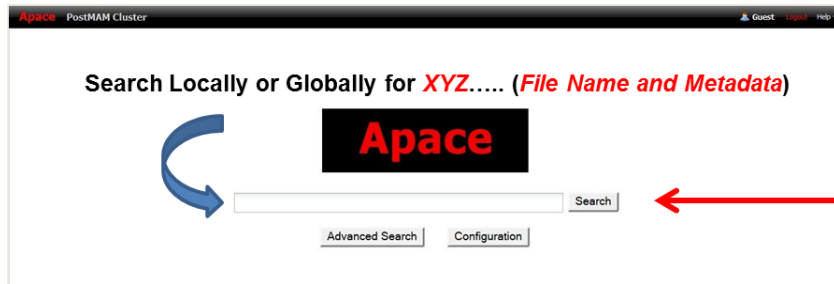 Apace PostMAM Cluster Guest Logout Help
Search Locally or Globally for XYZ..... (File Name and Metadata)
Apace
Search
Advanced Search Configuration